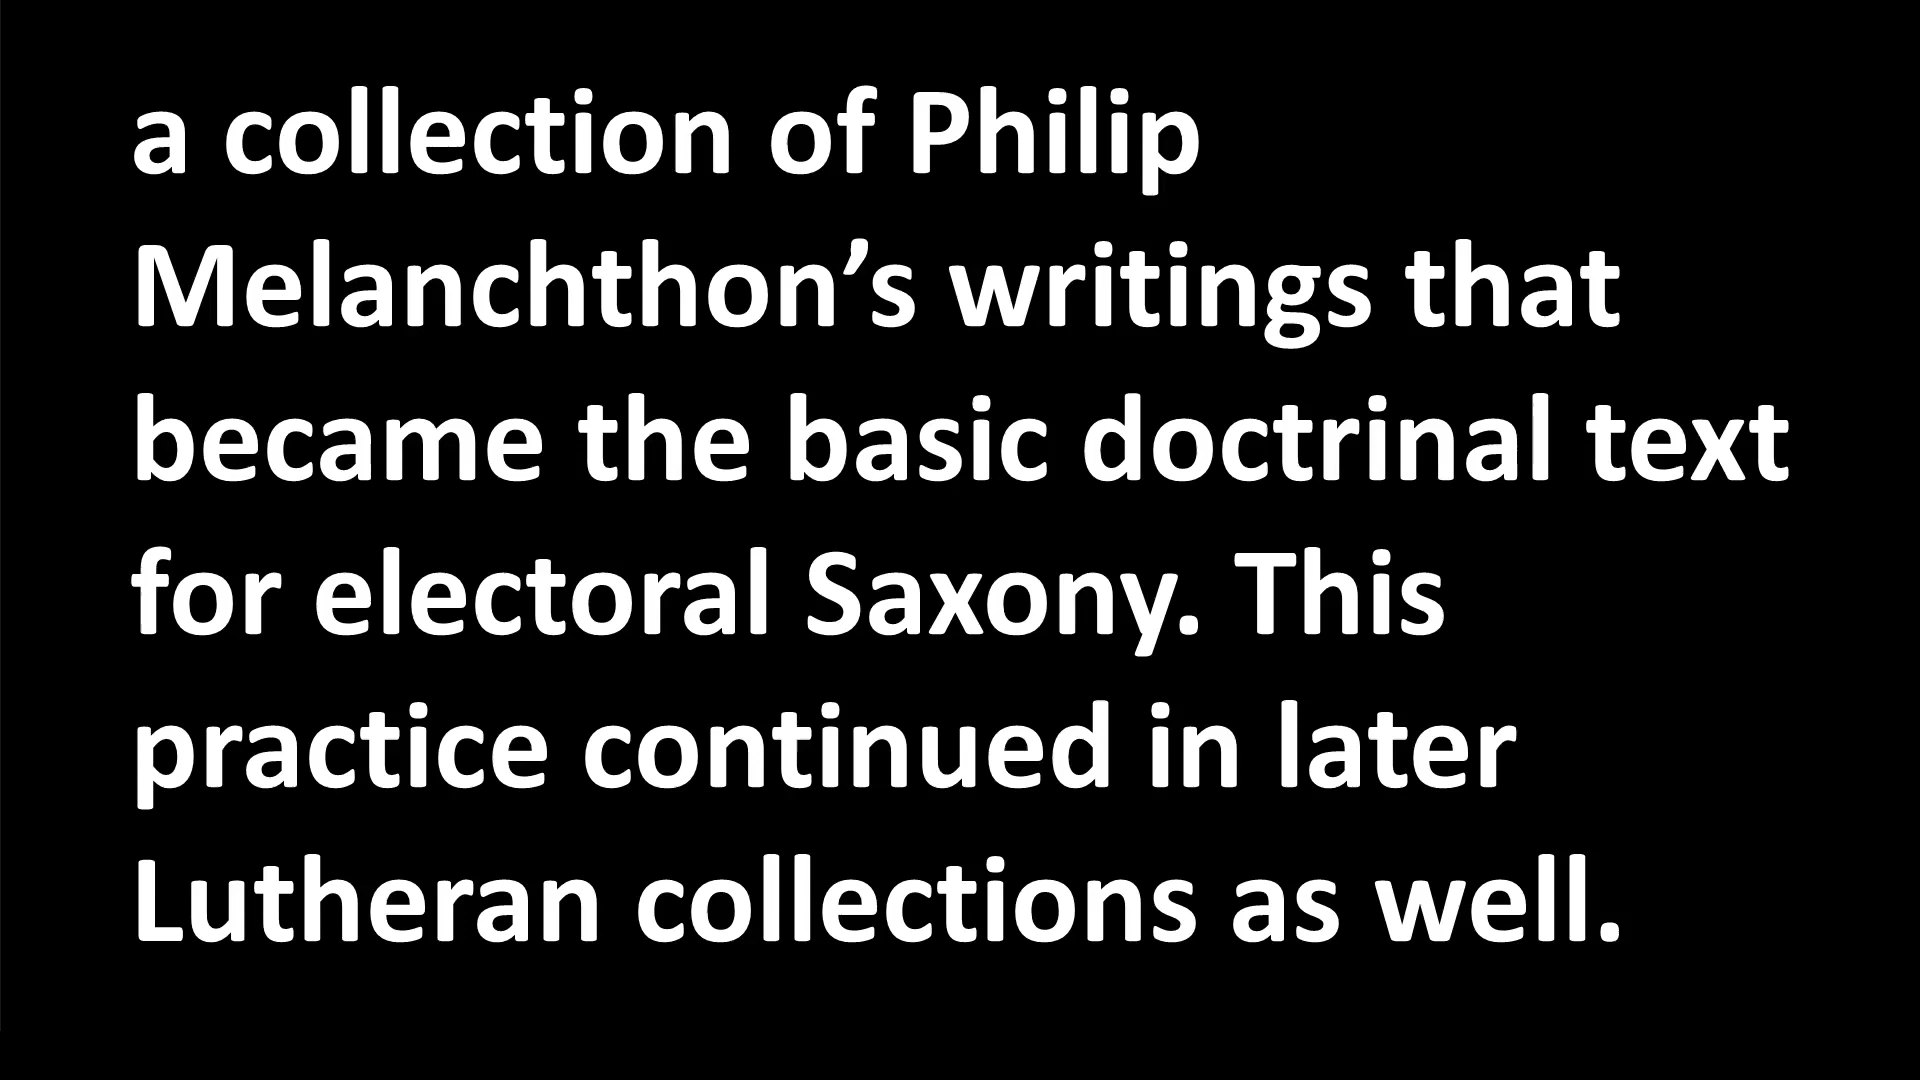 a collection of Philip
Melanchthon’s writings that
became the basic doctrinal text
for electoral Saxony. This
practice continued in later
Lutheran collections as well.